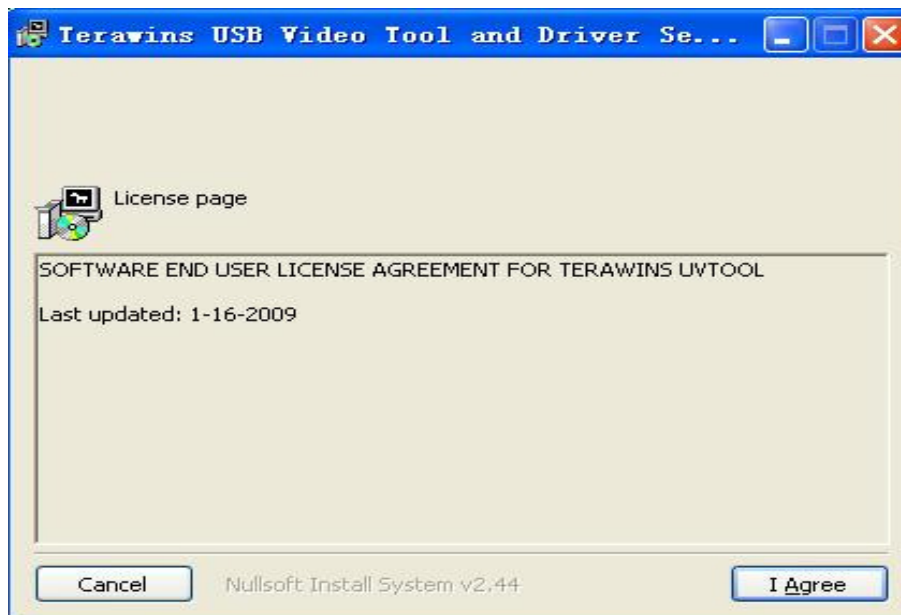 Terawins USB Video Tool and Driver Se...
License page
SOFTWARE END USER LICENSE AGREEMENT FOR TERAWINS UVTOOL
Last updated: 1-16-2009
Cancel
Nullsoft Install System v2.44
I Agree